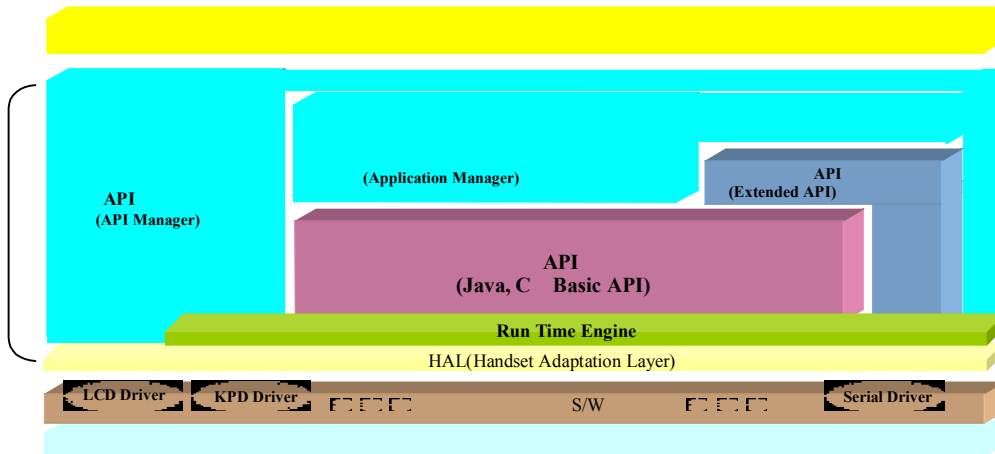 (Application Manager)
API
(Extended API)
API
(API Manager)
API
(Java, C    Basic API)
Run Time Engine
HAL(Handset Adaptation Layer)
LCD Driver
KPD Driver
S/W
Serial Driver